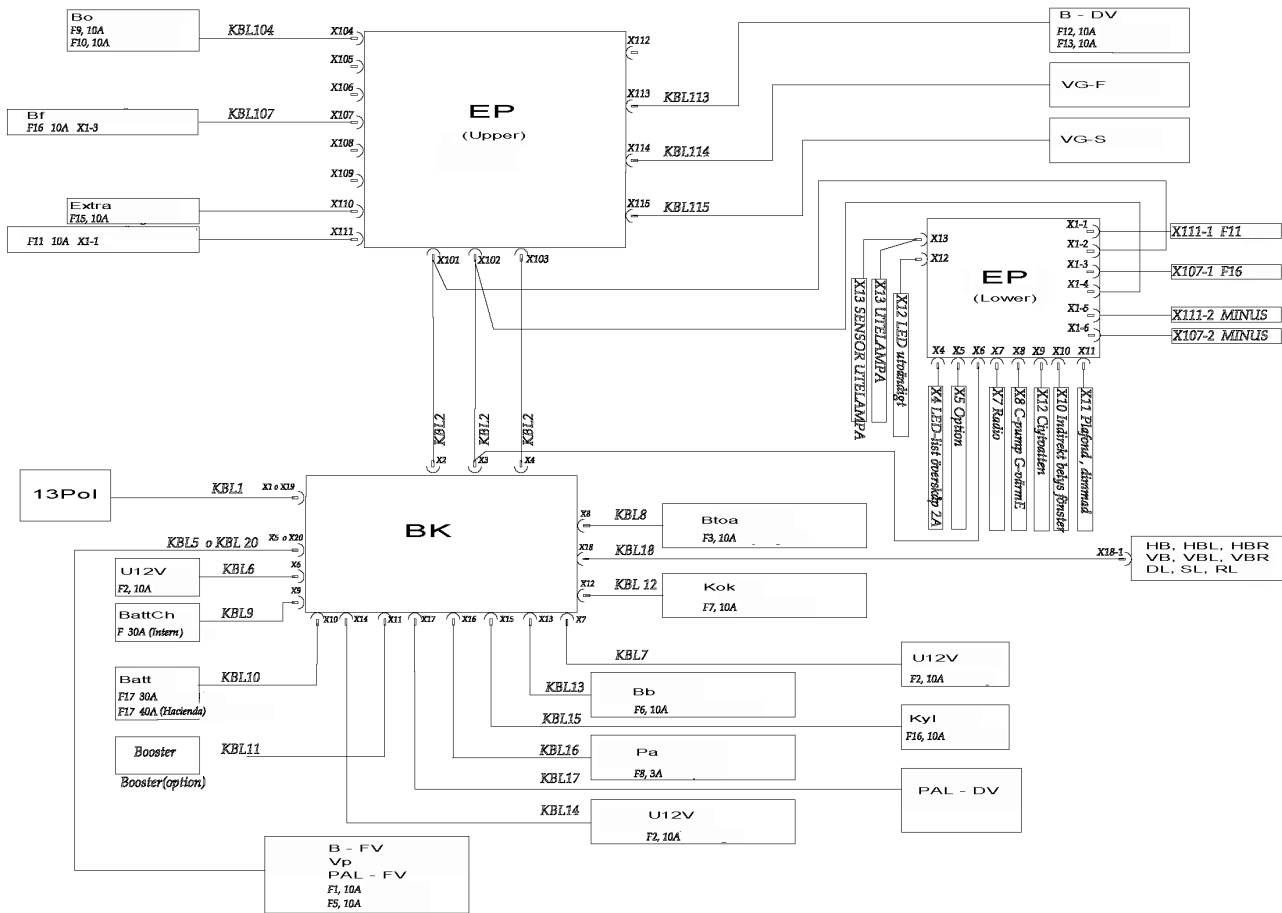 Bo
F9, 10A
F10, 10A
KBL104
X104
X105
X106
Bf
F16 10A X1-3
KBL107
X107
X108
X109
Extra
F15, 10A
X110
F11 10A X1-1
X111
EP
(Upper)
X112
X113
KBL113
X114
KBL114
X115
KBL115
X101
X102
X103
B - DV
F12, 10A
F13, 10A
VG-F
VG-S
X13
X12
EP
(Lower)
X1-1
X1-2
X1-3
X1-4
X1-5
X1-6
X111-1 F11
X107-1 F16
X111-2 MINUS
X107-2 MINUS
X4 X5 X6 X7 X8 X9 X10 X11
X13 SENSOR UTELAMPA
X13 UTELAMPA
X12 LED utvändigt
X4 LED-list överskåp 2A
X5 Option
X7 Radio
X8 C-pump G-värmE
X10 Indirekt belys fönster
X11 Plafond , dimmad
KBL2
KBL2
KBL2
X2
X3
X4
13Pol
KBL1
X1 o X19
KBL5 o KBL 20
X5 o X20
U12V
F2, 10A
KBL6
X6
BattCh
F 30A (Intern)
KBL9
X9
BK
X8
KBL8
Btoa
F3, 10A
X18
KBL18
X18-1
HB, HBL, HBR
VB, VBL, VBR
DL, SL, RL
X12
KBL 12
Kok
F7, 10A
X10
X14
X11
X17
X16
X15
X13
X7
Batt
F17 30A
F17 40A (Hacienda)
KBL10
Booster
KBL11
Booster(option)
KBL7
U12V
F2, 10A
KBL13
Bb
F6, 10A
KBL15
Kyl
F16, 10A
KBL16
Pa
F8, 3A
KBL17
PAL - DV
KBL14
U12V
F2, 10A
B - FV
Vp
PAL - FV
F1, 10A
F5, 10A